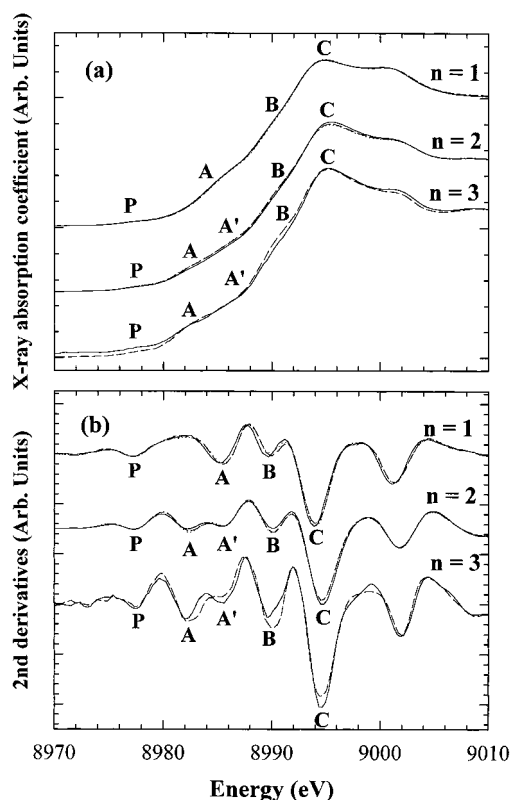 X-ray absorption coefficient (Arb. Units)
(a)
C
n = 1
B
A
P
C
n = 2
B
A'
A
P
C
n = 3
B
A'
A
P
2nd derivatives (Arb. Units)
(b)
n = 1
P
A
B
C
n = 2
P
A
A'
B
C
n = 3
P
A
A'
B
C
8970 8980 8990 9000 9010
Energy (eV)